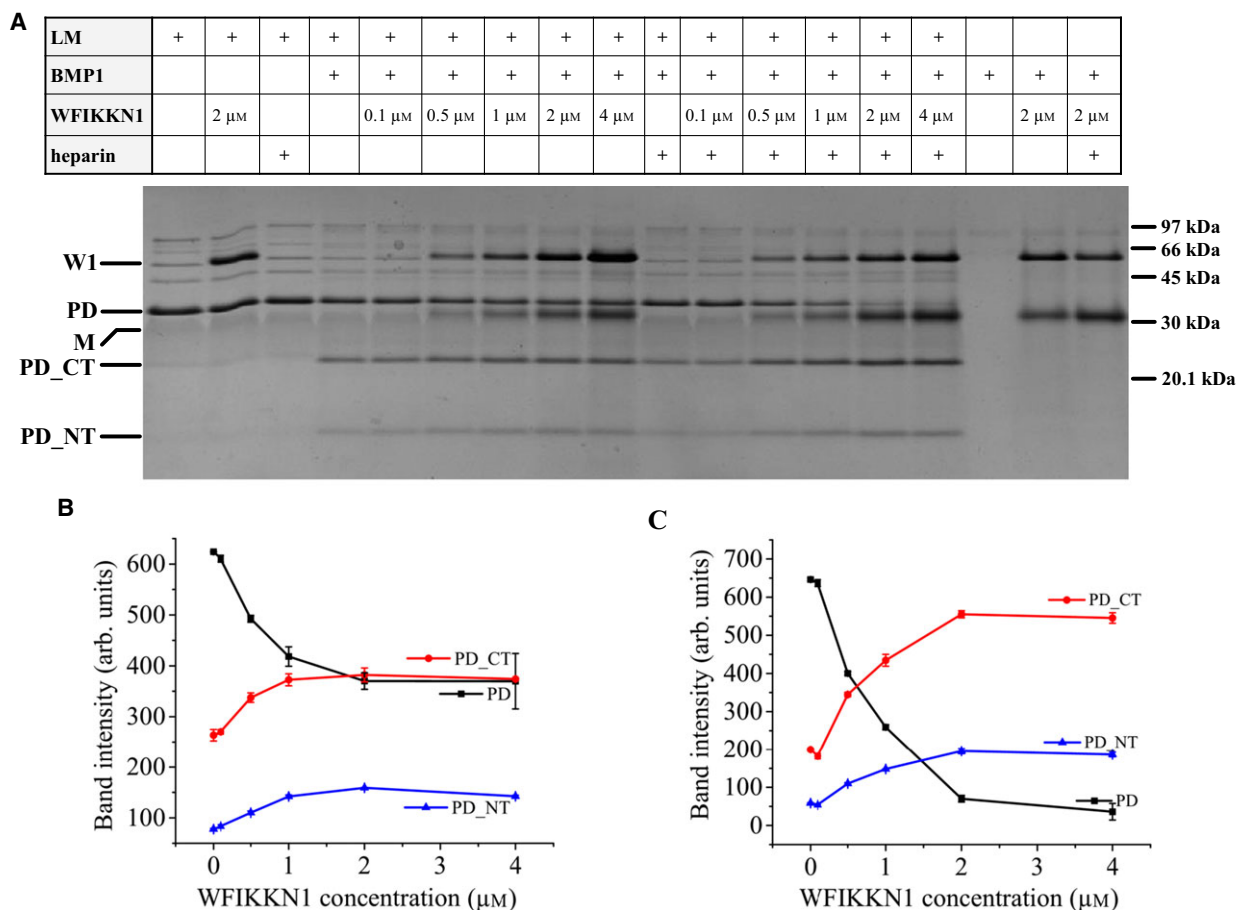 A
LM + + + + + + + + + + + + + + +
BMP1 + + + + + + + + + + + + + + +
WFIKKN1 2 μM 0.1 μM 0.5 μM 1 μM 2 μM 4 μM 0.1 μM 0.5 μM 1 μM 2 μM 4 μM 2 μM 2 μM
heparin + + + + + + + +
97 kDa
66 kDa
W1
45 kDa
PD
30 kDa
M
PD_CT
20.1 kDa
PD_NT
B
Band intensity (arb. units)
600
500
400
300
200
100
PD_CT
PD
PD_NT
0 1 2 3 4
WFIKKN1 concentration (μM)
C
Band intensity (arb. units)
700
600
500
400
300
200
100
0
PD_CT
PD_NT
PD
0 1 2 3 4
WFIKKN1 concentration (μM)